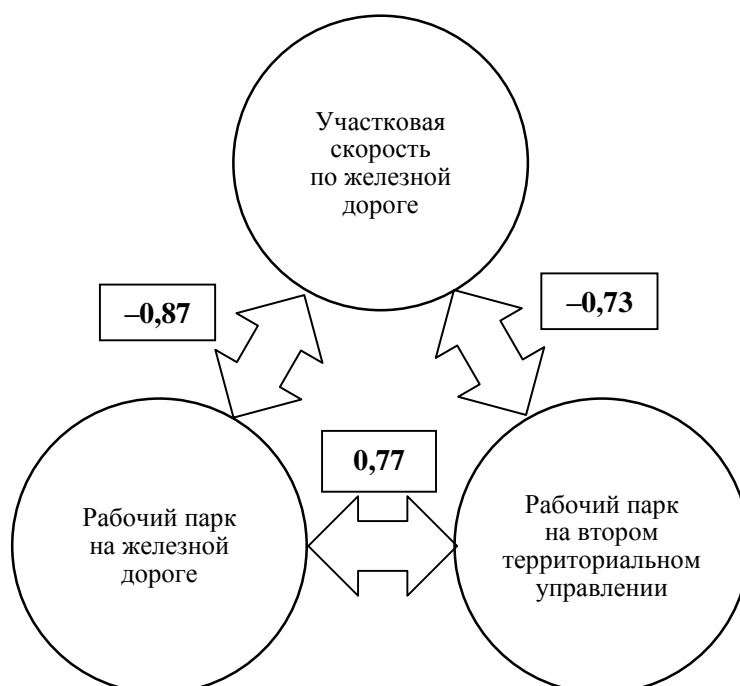 Участковая
скорость
по железной
дороге
–0,87
–0,73
0,77
Рабочий парк
на железной
дороге
Рабочий парк
на втором
территориальном
управлении